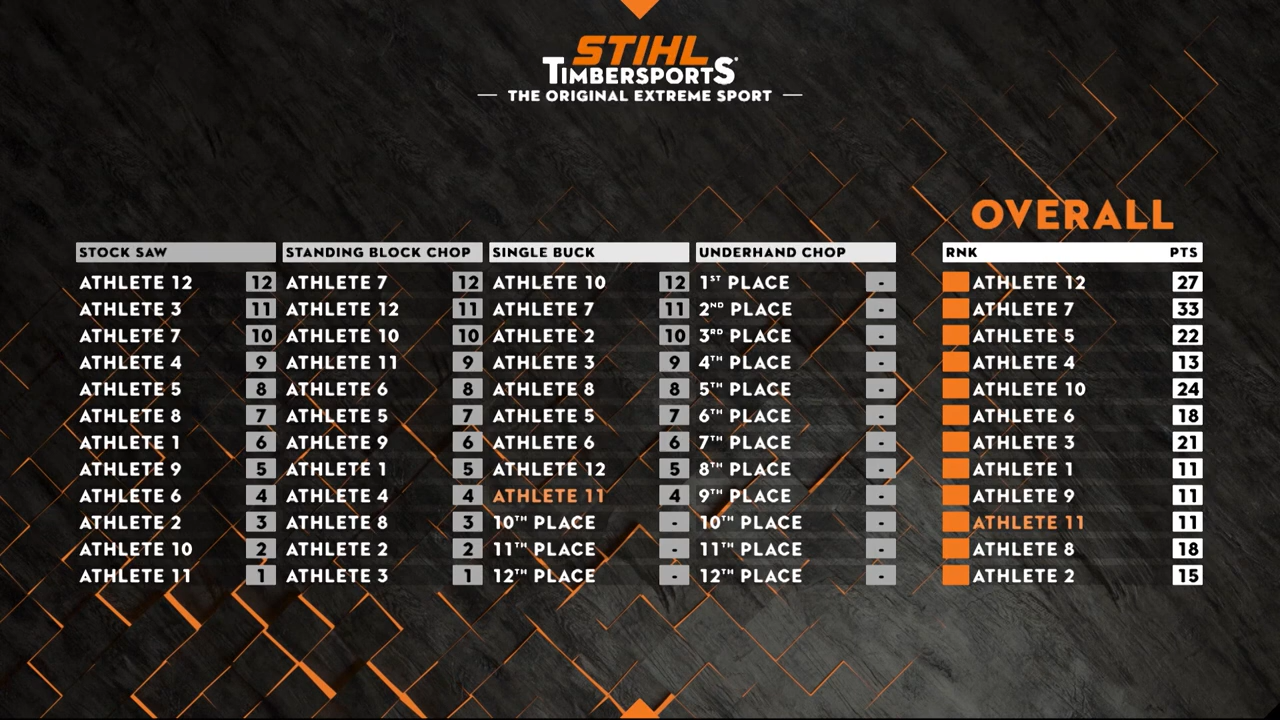 STIHL
TIMBERSPORTS®
THE ORIGINAL EXTREME SPORT
OVERALL
STOCK SAW STANDING BLOCK CHOP SINGLE BUCK UNDERHAND CHOP RNK PTS
ATHLETE 12 12 ATHLETE 7 12 ATHLETE 10 12 1ST PLACE - ATHLETE 12 27
ATHLETE 3 11 ATHLETE 12 11 ATHLETE 7 11 2ND PLACE - ATHLETE 7 33
ATHLETE 7 10 ATHLETE 10 10 ATHLETE 2 10 3RD PLACE - ATHLETE 5 22
ATHLETE 4 9 ATHLETE 11 9 ATHLETE 3 9 4TH PLACE - ATHLETE 4 13
ATHLETE 5 8 ATHLETE 6 8 ATHLETE 8 8 5TH PLACE - ATHLETE 10 24
ATHLETE 8 7 ATHLETE 5 7 ATHLETE 5 7 6TH PLACE - ATHLETE 6 18
ATHLETE 1 6 ATHLETE 9 6 ATHLETE 6 6 7TH PLACE - ATHLETE 3 21
ATHLETE 9 5 ATHLETE 1 5 ATHLETE 12 5 8TH PLACE - ATHLETE 1 11
ATHLETE 6 4 ATHLETE 4 4 ATHLETE 11 4 9TH PLACE - ATHLETE 9 11
ATHLETE 2 3 ATHLETE 8 3 10TH PLACE - 10TH PLACE - ATHLETE 11 11
ATHLETE 10 2 ATHLETE 2 2 11TH PLACE - 11TH PLACE - ATHLETE 8 18
ATHLETE 11 1 ATHLETE 3 1 12TH PLACE - 12TH PLACE - ATHLETE 2 15